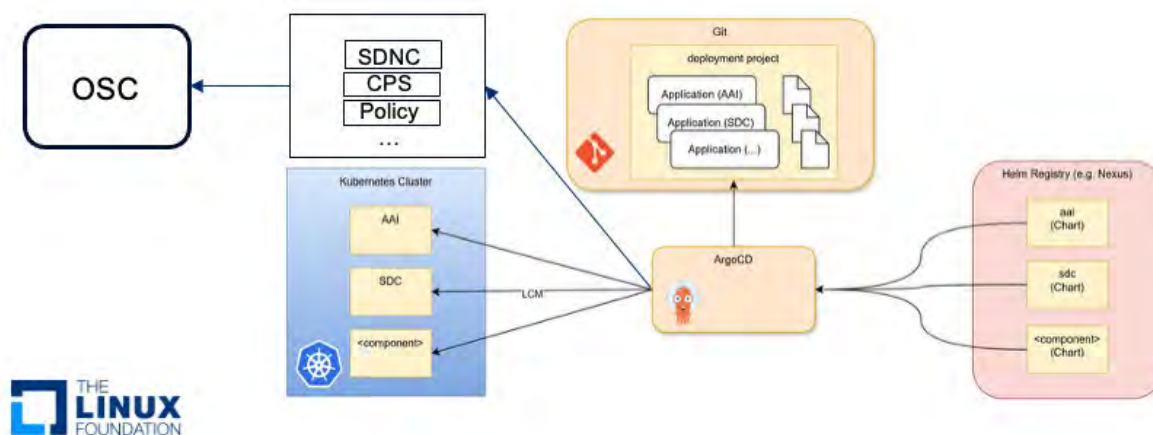 OSC
SDNC
CPS
Policy
...
Git
deployment project
Application (AAI)
Application (SDC)
Application (...)
Kubernetes Cluster
AAI
SDC
<component>
LCM
ArgoCD
Helm Registry (e.g. Nexus)
aai
(Chart)
sdc
(Chart)
<component>
(Chart)
THE
LINUX
FOUNDATION